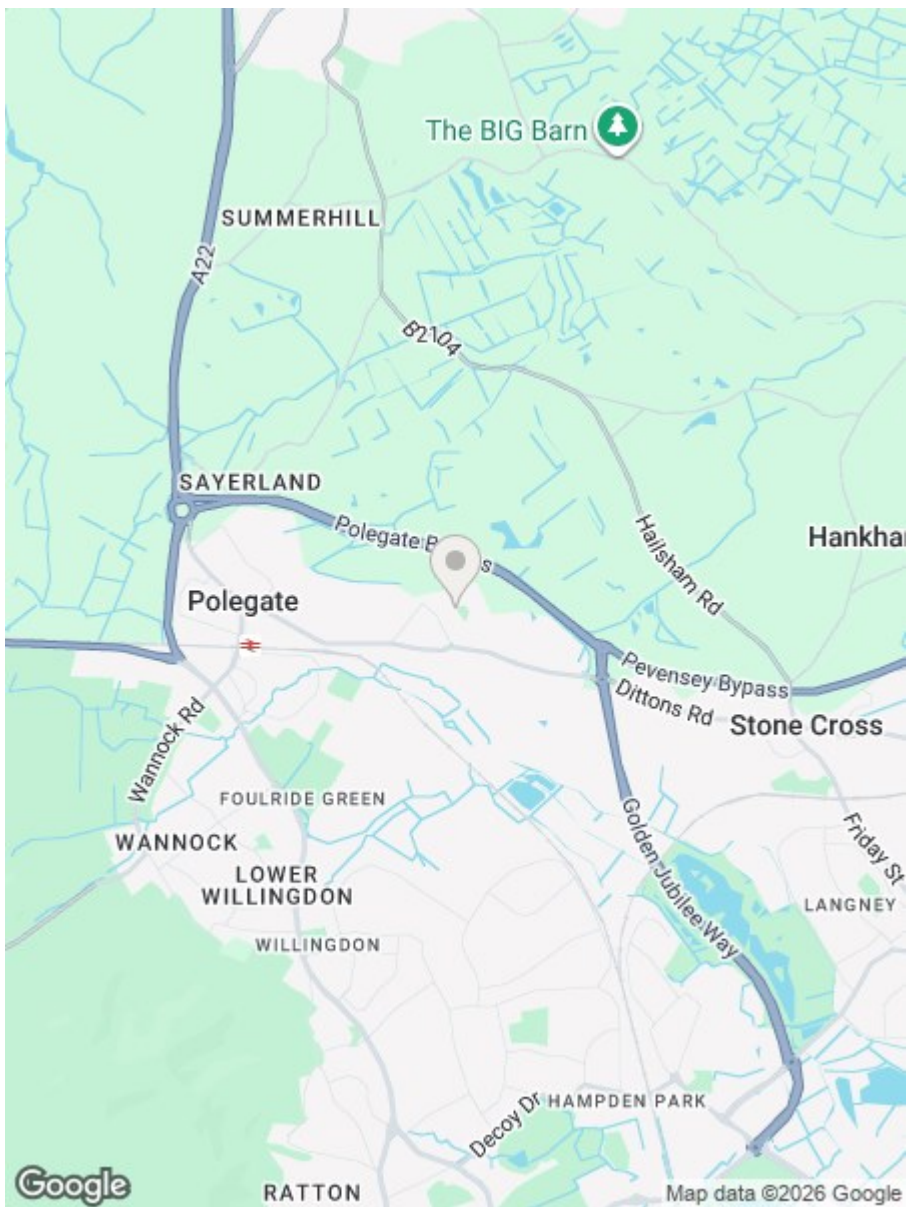 The BIG Barn
SUMMERHILL
A22
B2104
SAYERLAND
Polegate B
s
Hailsham Rd
Hankha
Polegate
Pevensey Bypass
Dittons Rd
Stone Cross
Wannock Rd
FOULRIDE GREEN
WANNOCK
LOWER
WILLINGDON
Golden Jubilee Way
Friday St
LANGNEY
WILLINGDON
Decoy Dr
HAMPDEN PARK
RATTON
Google
Map data ©2026 Google